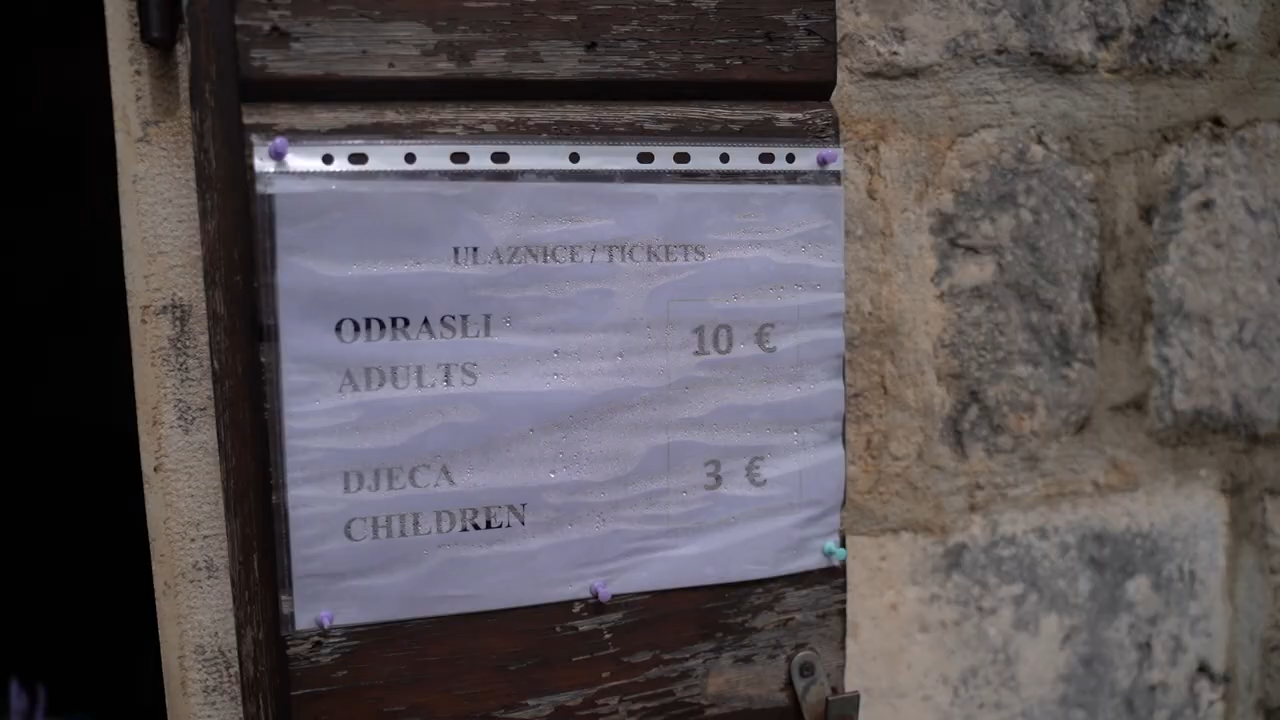 ULAZNICE / TICKETS
ODRASLI
ADULTS
10 €
DJECA
CHILDREN
3 €